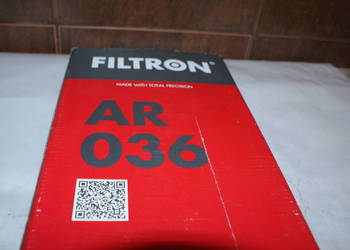 FILTRON®
MADE WITH TOTAL PRECISION
AR
036